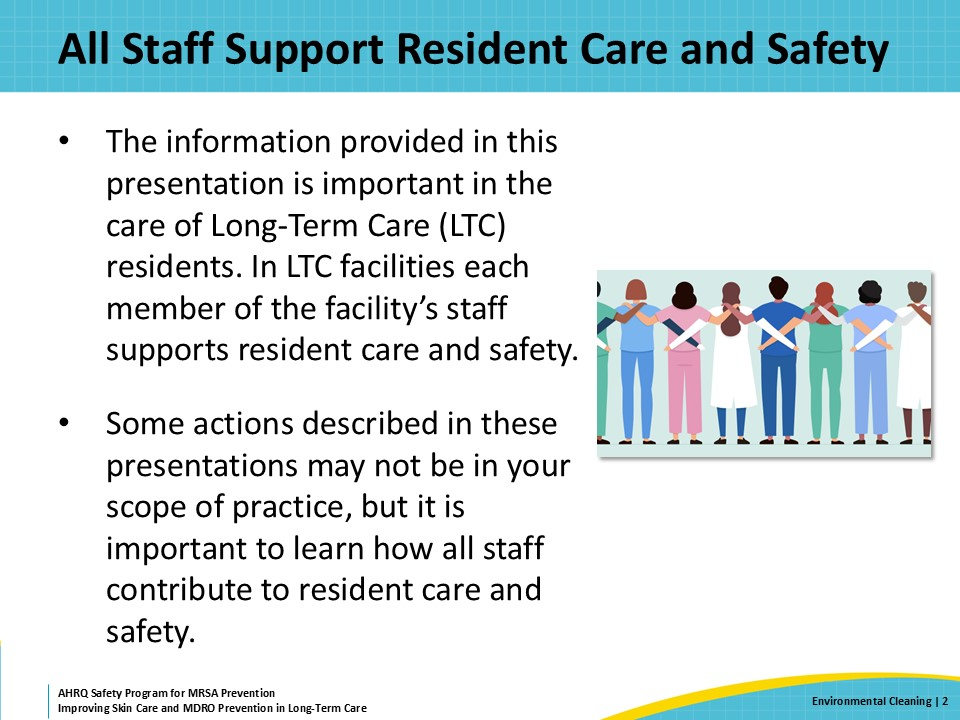 All Staff Support Resident Care and Safety
• The information provided in this
presentation is important in the
care of Long-Term Care (LTC)
residents. In LTC facilities each
member of the facility’s staff
supports resident care and safety.
• Some actions described in these
presentations may not be in your
scope of practice, but it is
important to learn how all staff
contribute to resident care and
safety.
AHRQ Safety Program for MRSA Prevention
Improving Skin Care and MDRO Prevention in Long-Term Care
Environmental Cleaning | 2